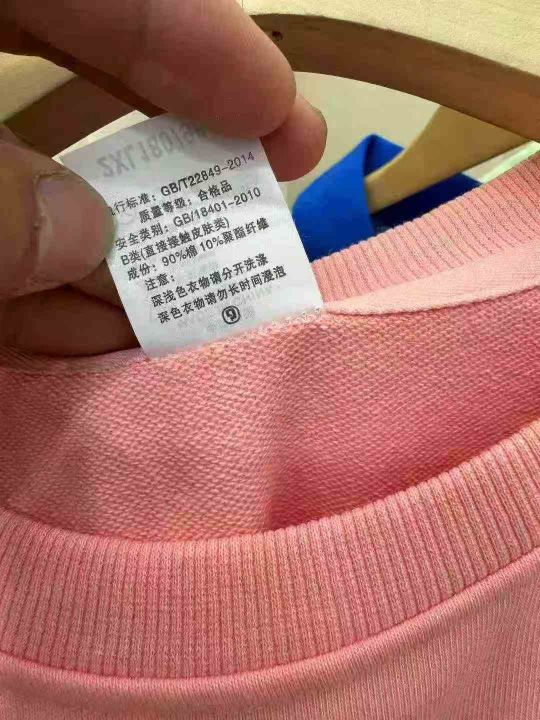 行标准：GB/T22849-2014
质量等级：合格品
安全类别：GB/18401-2010
B类(直接接触皮肤类)
成份：90%棉 10%聚酯纤维
注意：
深浅色衣物请分开洗涤
深色衣物请勿长时间浸泡
⑨